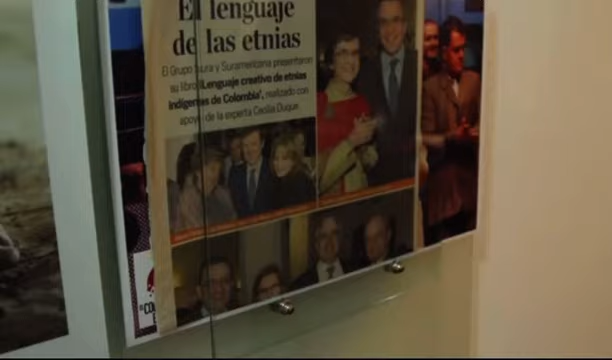 El lenguaje
de las etnias
El Grupo Sura y Suramericana presentaron
su libro 'Lenguaje creativo de etnias
indígenas de Colombia', realizado con
apoyo de la experta Cecilia Duque.